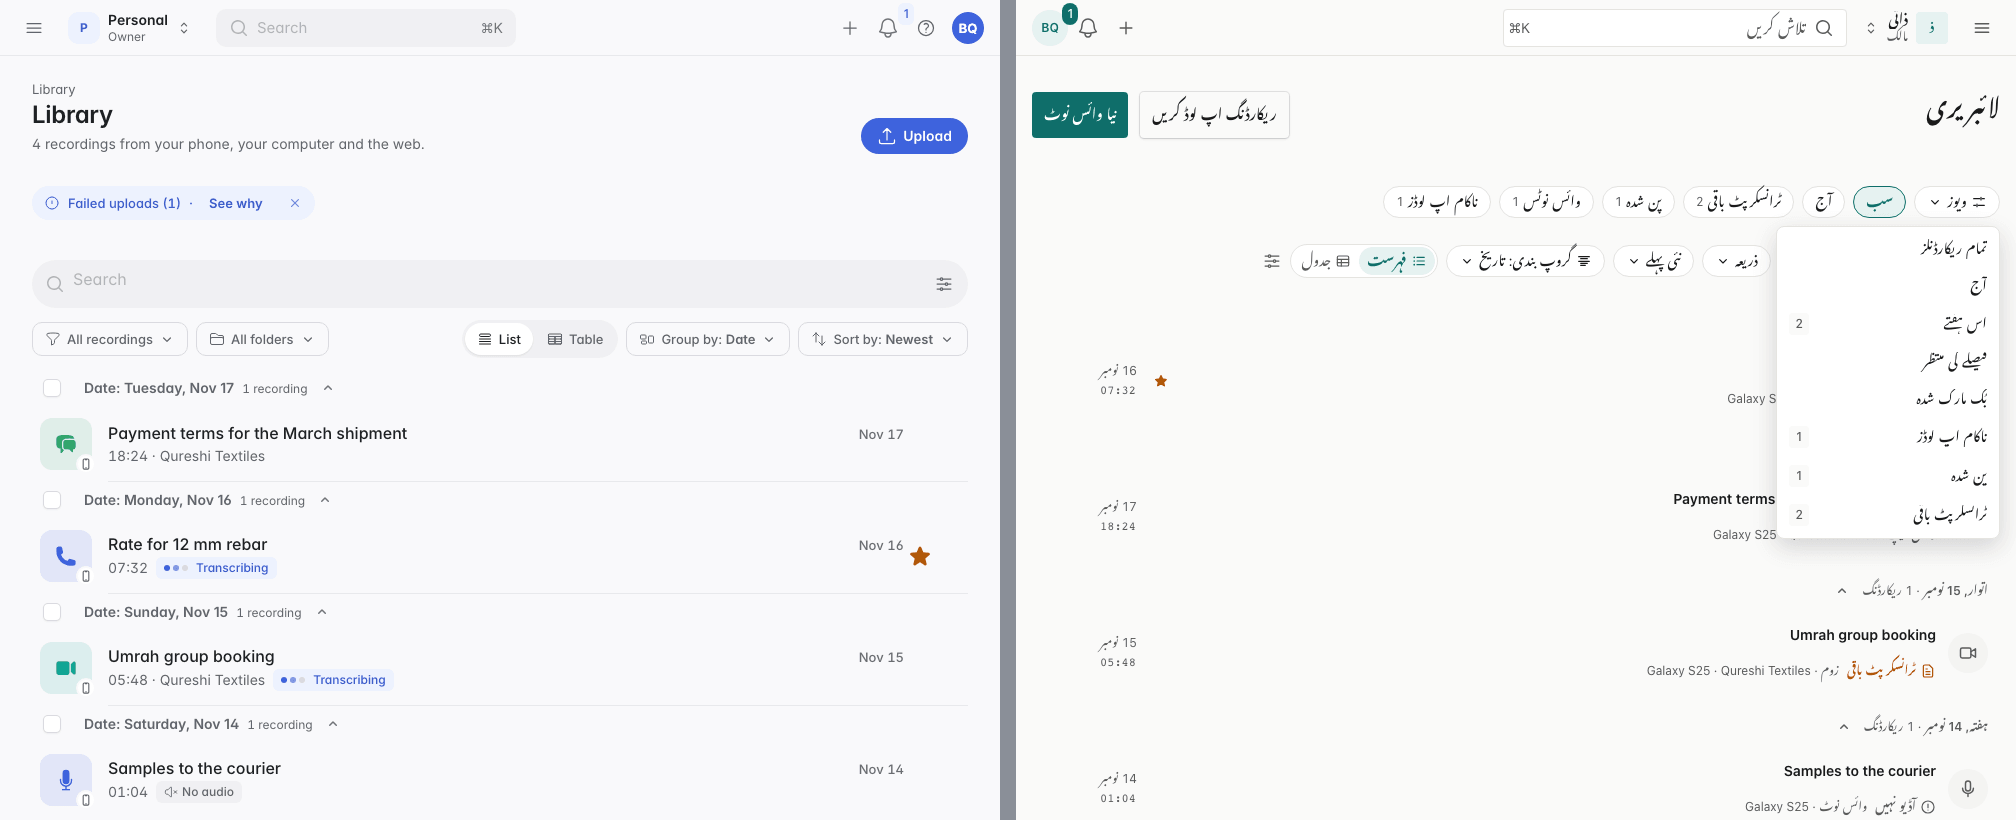 P
Personal
Owner
Search
⌘K
1
BQ
Library
Library
4 recordings from your phone, your computer and the web.
Upload
Failed uploads (1) · See why
Search
All recordings
All folders
List
Table
Group by: Date
Sort by: Newest
Date: Tuesday, Nov 17 1 recording
Payment terms for the March shipment
Nov 17
18:24 · Qureshi Textiles
Date: Monday, Nov 16 1 recording
Rate for 12 mm rebar
Nov 16
07:32 Transcribing
Date: Sunday, Nov 15 1 recording
Umrah group booking
Nov 15
05:48 · Qureshi Textiles Transcribing
Date: Saturday, Nov 14 1 recording
Samples to the courier
Nov 14
01:04 No audio
ذ
ذاتی
مالک
تلاش کریں
⌘K
1
BQ
لائبریری
ریکارڈنگ اپ لوڈ کریں
نیا وائس نوٹ
ویوز
سب
آج
ٹرانسکرپٹ باقی 2
پن شدہ 1
وائس نوٹس 1
ناکام اپ لوڈز 1
ذریعہ
نئی پہلے
گروپ بندی: تاریخ
فہرست
جدول
تمام ریکارڈنگز
آج
اس ہفتے 2
فیصلے کی منتظر
بُک مارک شدہ
ناکام اپ لوڈز 1
پن شدہ 1
ٹرانسکرپٹ باقی 2
16 نومبر
07:32
Galaxy S
Payment terms
17 نومبر
18:24
Galaxy S25
اتوار, 15 نومبر · 1 ریکارڈنگ
Umrah group booking
15 نومبر
05:48
ٹرانسکرپٹ باقی زوم · Galaxy S25 · Qureshi Textiles
ہفتہ, 14 نومبر · 1 ریکارڈنگ
Samples to the courier
14 نومبر
01:04
آڈیو نہیں وائس نوٹ · Galaxy S25